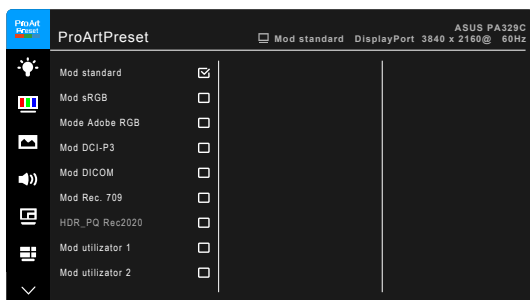 ProArt
Preset
ProArtPreset
ASUS PA329C
Mod standard DisplayPort 3840 x 2160@ 60Hz
Mod standard
Mod sRGB
Mode Adobe RGB
Mod DCI-P3
Mod DICOM
Mod Rec. 709
HDR_PQ Rec2020
Mod utilizator 1
Mod utilizator 2